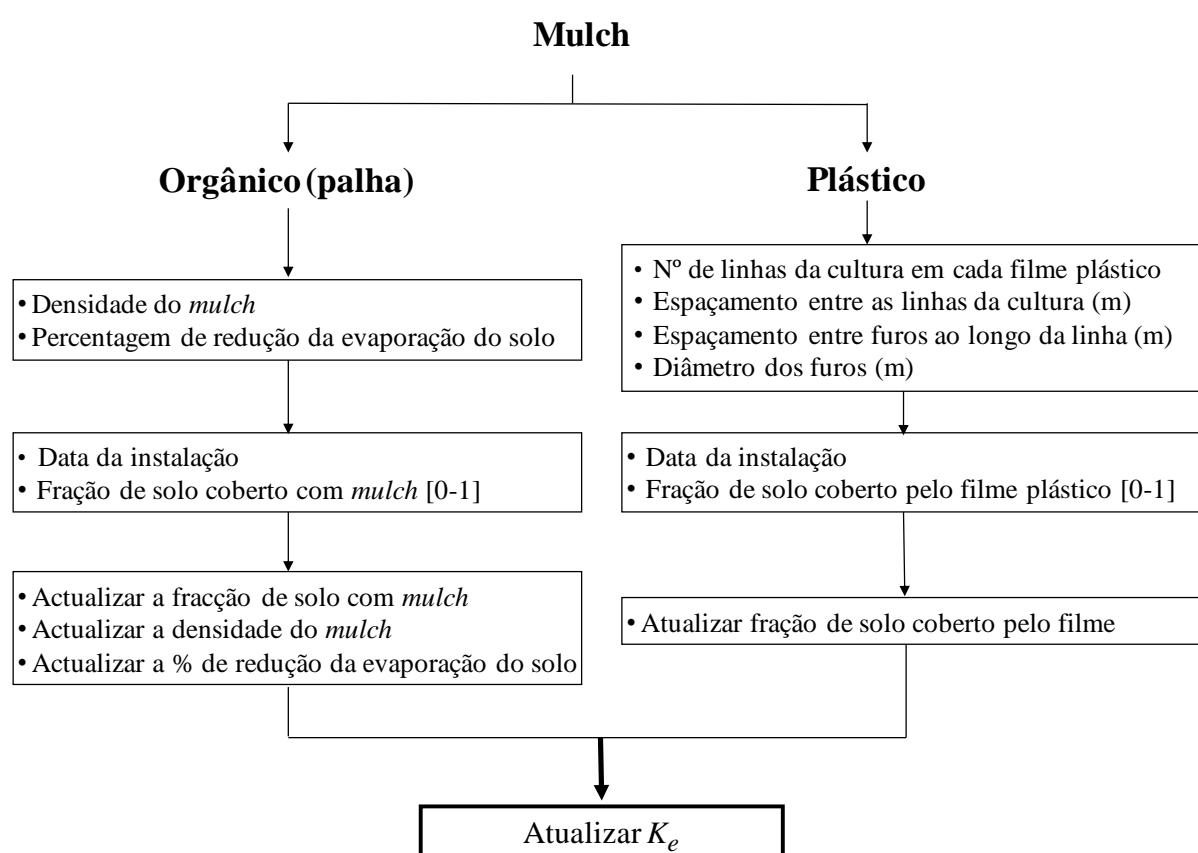 Mulch
Orgânico (palha)
Plástico
• Densidade do mulch
• Percentagem de redução da evaporação do solo
• Nº de linhas da cultura em cada filme plástico
• Espaçamento entre as linhas da cultura (m)
• Espaçamento entre furos ao longo da linha (m)
• Diâmetro dos furos (m)
• Data da instalação
• Fração de solo coberto com mulch [0-1]
• Data da instalação
• Fração de solo coberto pelo filme plástico [0-1]
• Actualizar a fracção de solo com mulch
• Actualizar a densidade do mulch
• Actualizar a % de redução da evaporação do solo
• Atualizar fração de solo coberto pelo filme
Atualizar Ke